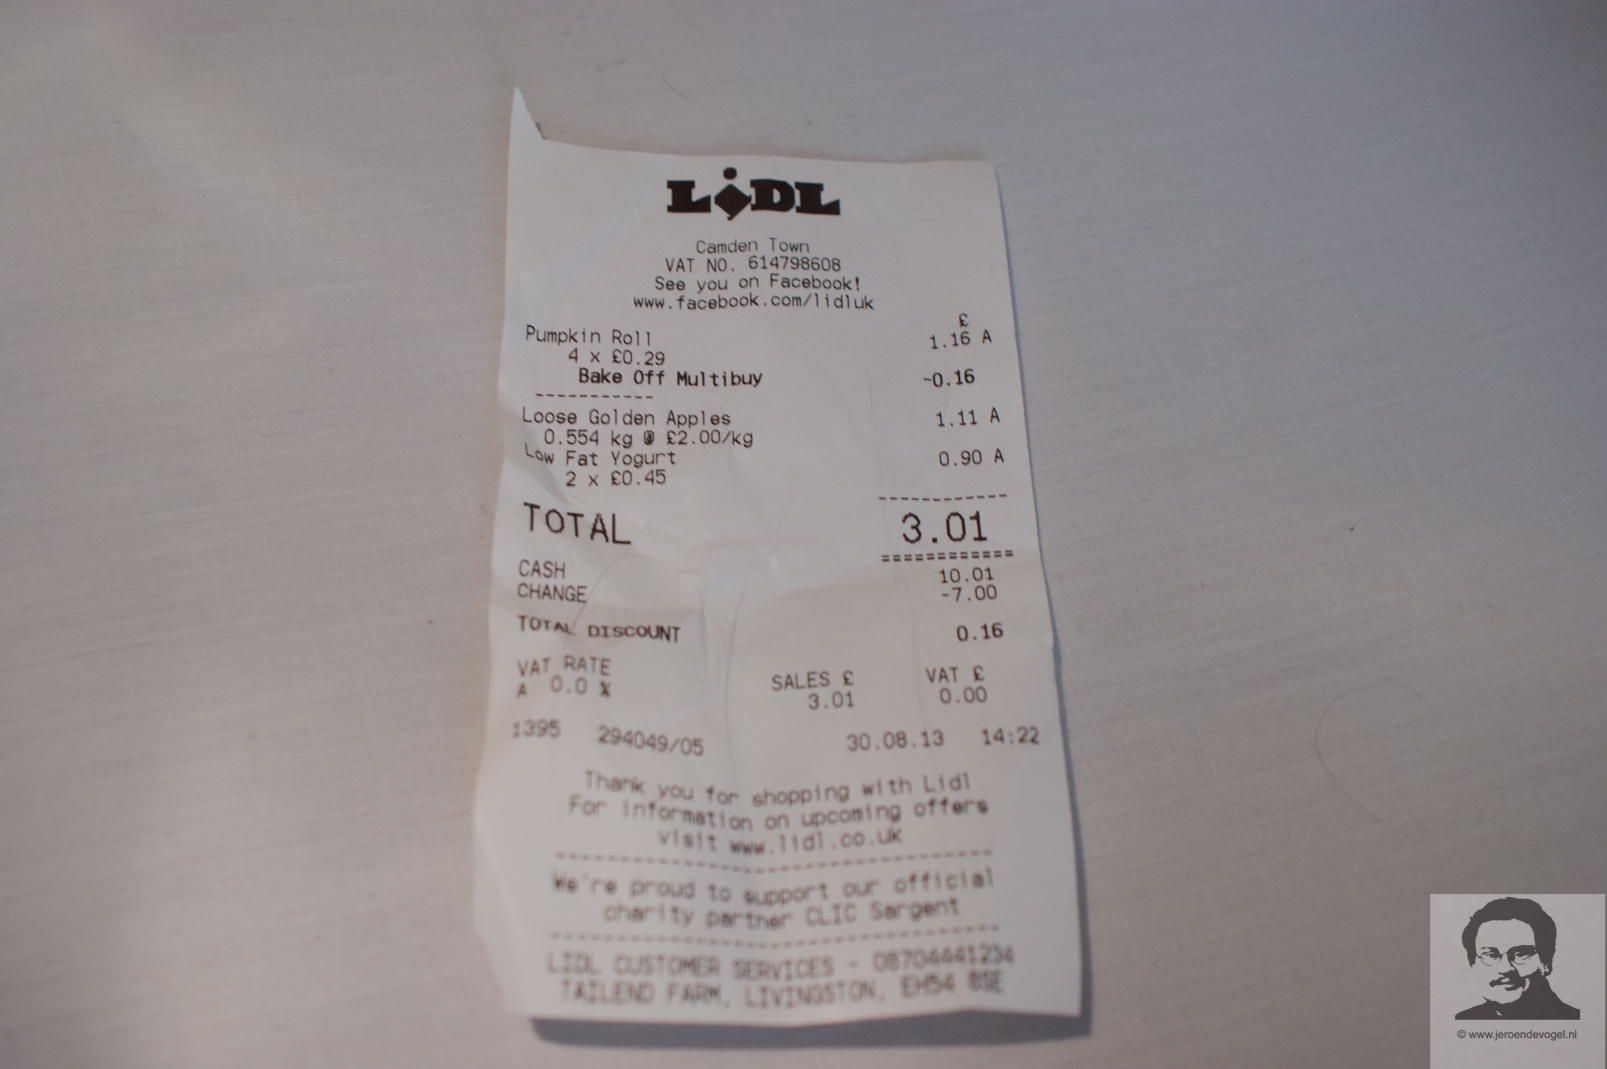 LiDL
Camden Town
VAT NO. 614798608
See you on Facebook!
www.facebook.com/lidluk
£
Pumpkin Roll 1.16 A
4 x £0.29
Bake Off Multibuy -0.16
-----------
Loose Golden Apples 1.11 A
0.554 kg @ £2.00/kg
Low Fat Yogurt 0.90 A
2 x £0.45
------------
TOTAL 3.01
============
CASH 10.01
CHANGE -7.00
TOTAL DISCOUNT 0.16
VAT RATE SALES £ VAT £
A 0.0 % 3.01 0.00
1395 294049/05 30.08.13 14:22
Thank you for shopping with Lidl
For information on upcoming offers
visit www.lidl.co.uk
----------------------------------------
We're proud to support our official
charity partner CLIC Sargent
----------------------------------------
LIDL CUSTOMER SERVICES - 08704441234
TAILEND FARM, LIVINGSTON, EH54 8SE
© www.jeroendevogel.nl